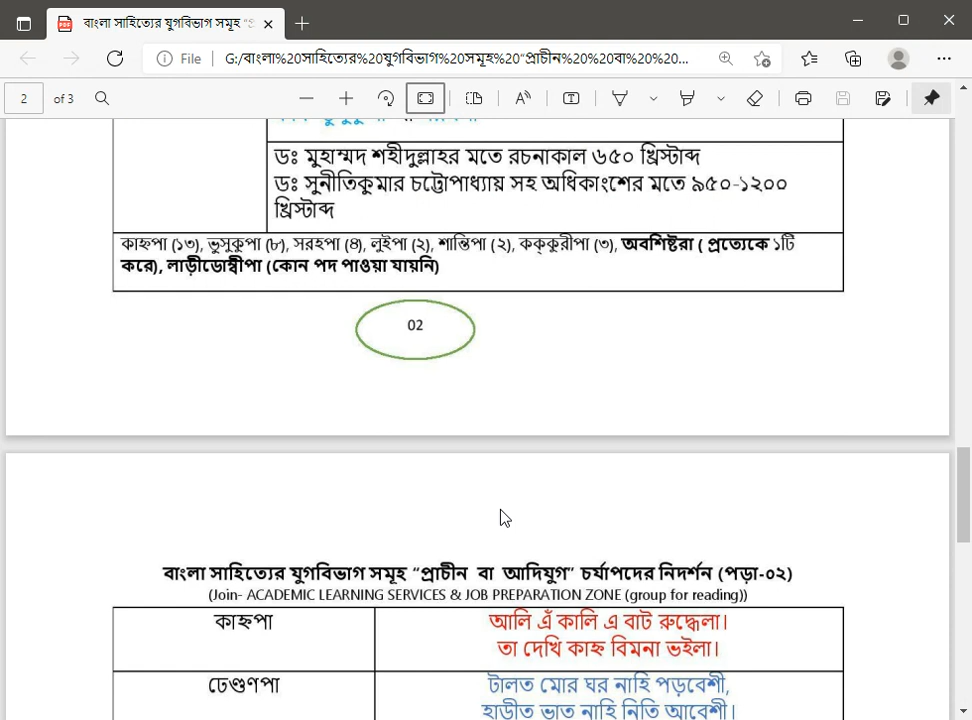 বাংলা সাহিত্যের যুগবিভাগ সমূহ "প্র
File
G:/বাংলা%20সাহিত্যের%20যুগবিভাগ%20সমূহ%20"প্রাচীন%20%20বা%20%20...
2 of 3
ডঃ মুহাম্মদ শহীদুল্লাহর মতে রচনাকাল ৬৫০ খ্রিস্টাব্দ
ডঃ সুনীতিকুমার চট্টোপাধ্যায় সহ অধিকাংশের মতে ৯৫০-১২০০
খ্রিস্টাব্দ
কাহ্নপা (১৩), ভুসুকুপা (৮), সরহপা (৪), লুইপা (২), শান্তিপা (২), কক্কুরীপা (৩), অবশিষ্টরা ( প্রত্যেকে ১টি
করে), লাড়ীডোম্বীপা (কোন পদ পাওয়া যায়নি)
02
বাংলা সাহিত্যের যুগবিভাগ সমূহ “প্রাচীন বা আদিযুগ” চর্যাপদের নিদর্শন (পড়া-০২)
(Join- ACADEMIC LEARNING SERVICES & JOB PREPARATION ZONE (group for reading))
কাহ্নপা
আলি এঁ কালি এ বাট রুদ্ধেলা।
তা দেখি কাহ্ন বিমনা ভইলা।
ঢেণ্ডণপা
টালত মোর ঘর নাহি পড়বেশী,
হাড়ীত ভাত নাহি নিতি আবেশী।